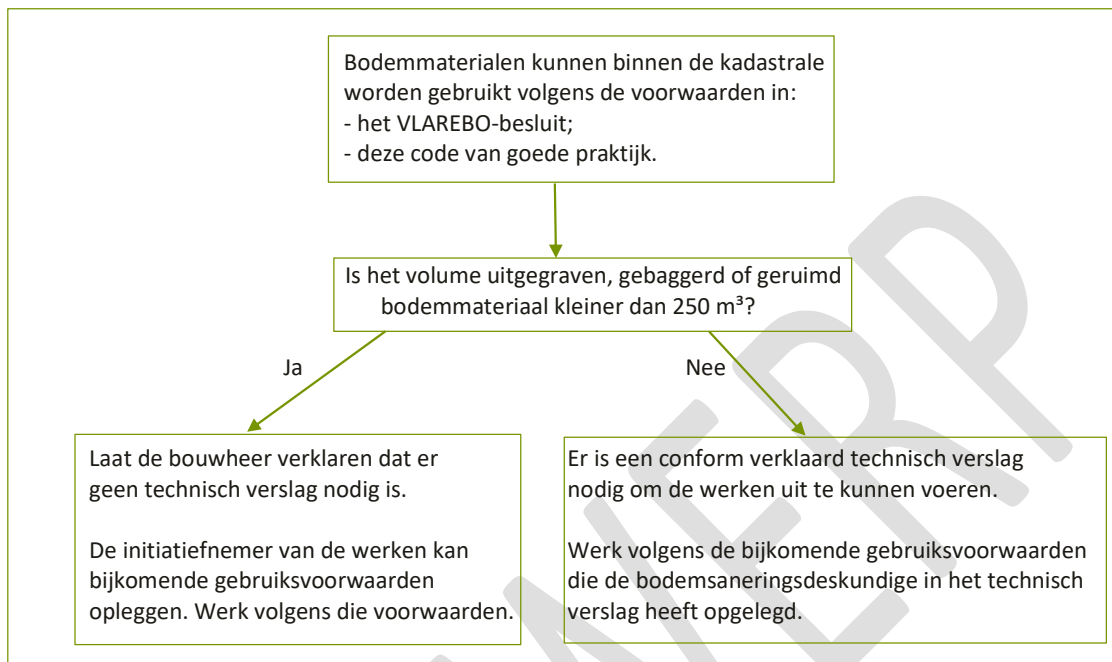 Bodemmaterialen kunnen binnen de kadastrale
worden gebruikt volgens de voorwaarden in:
- het VLAREBO-besluit;
- deze code van goede praktijk.
Is het volume uitgegraven, gebaggerd of geruimd
bodemmateriaal kleiner dan 250 m³?
Ja
Nee
Laat de bouwheer verklaren dat er
geen technisch verslag nodig is.
De initiatiefnemer van de werken kan
bijkomende gebruiksvoorwaarden
opleggen. Werk volgens die voorwaarden.
Er is een conform verklaard technisch verslag
nodig om de werken uit te kunnen voeren.
Werk volgens de bijkomende gebruiksvoorwaarden
die de bodemsaneringsdeskundige in het technisch
verslag heeft opgelegd.
WERP